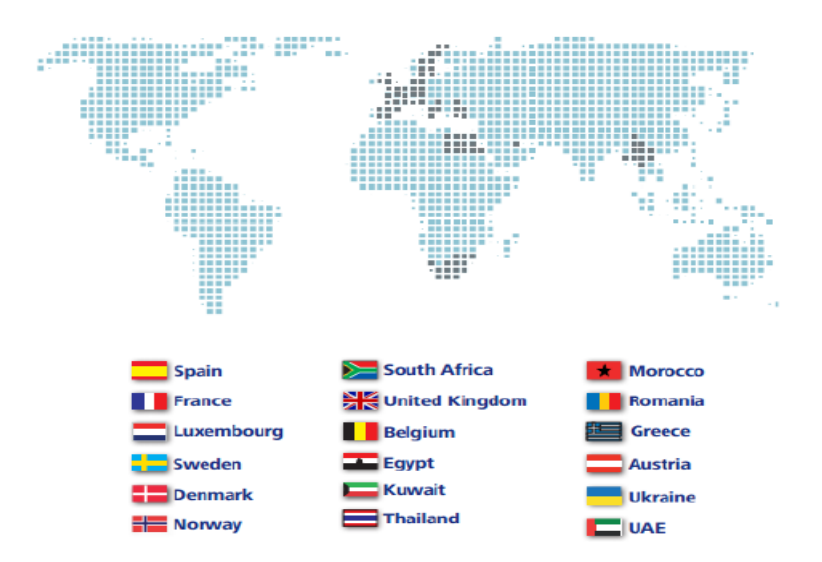 Spain
France
Luxembourg
Sweden
Denmark
Norway
South Africa
United Kingdom
Belgium
Egypt
Kuwait
Thailand
Morocco
Romania
Greece
Austria
Ukraine
UAE